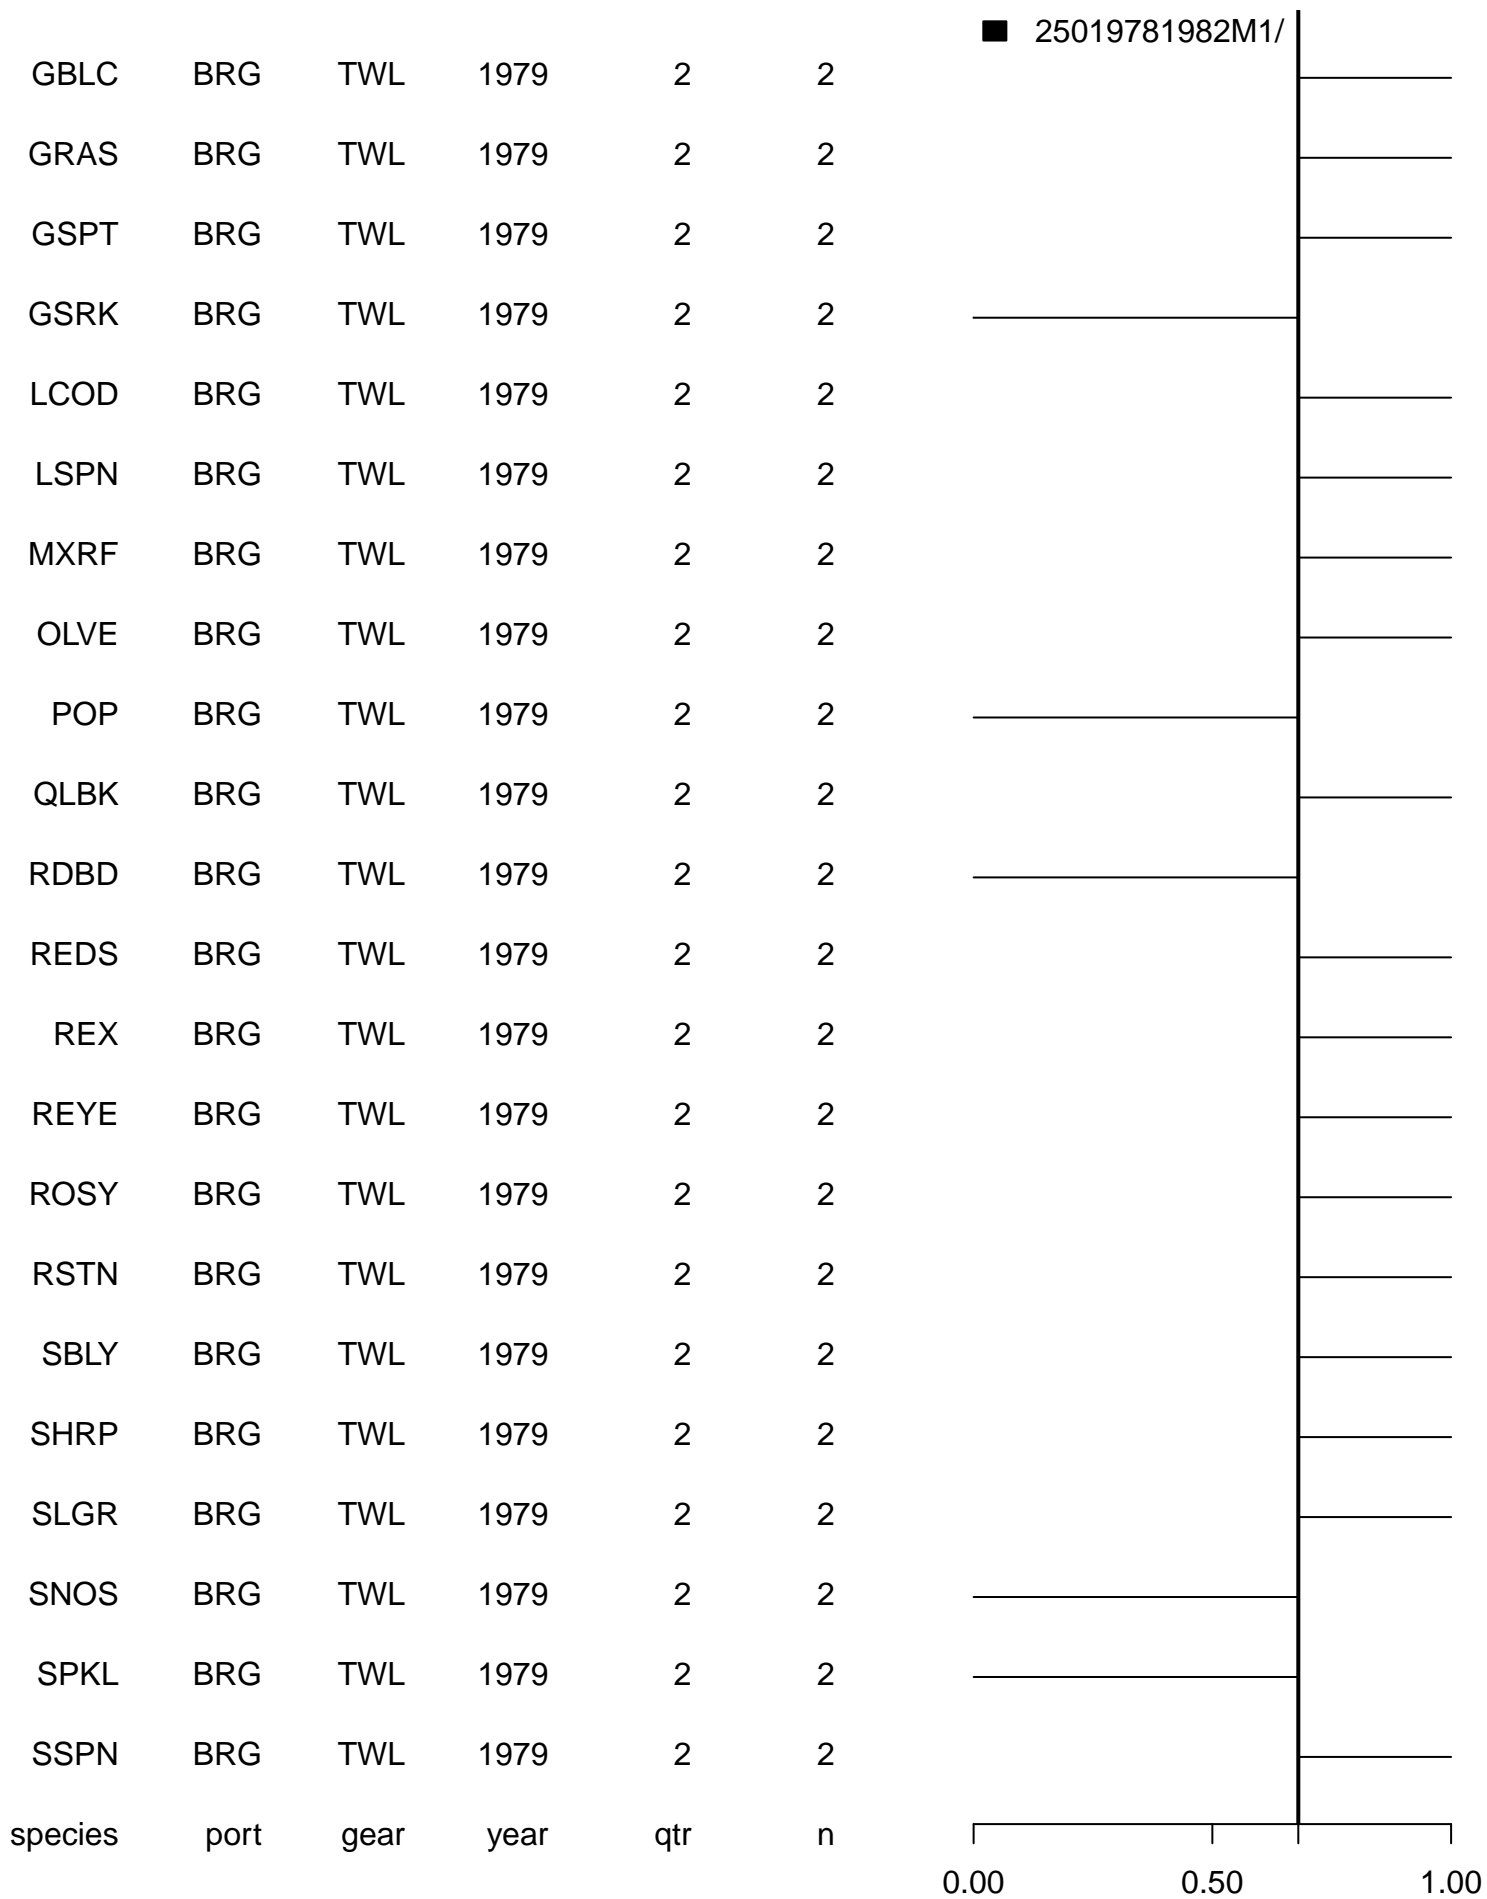 25019781982M1/
GBLC BRG TWL 1979 2 2
GRAS BRG TWL 1979 2 2
GSPT BRG TWL 1979 2 2
GSRK BRG TWL 1979 2 2
LCOD BRG TWL 1979 2 2
LSPN BRG TWL 1979 2 2
MXRF BRG TWL 1979 2 2
OLVE BRG TWL 1979 2 2
POP BRG TWL 1979 2 2
QLBK BRG TWL 1979 2 2
RDBD BRG TWL 1979 2 2
REDS BRG TWL 1979 2 2
REX BRG TWL 1979 2 2
REYE BRG TWL 1979 2 2
ROSY BRG TWL 1979 2 2
RSTN BRG TWL 1979 2 2
SBLY BRG TWL 1979 2 2
SHRP BRG TWL 1979 2 2
SLGR BRG TWL 1979 2 2
SNOS BRG TWL 1979 2 2
SPKL BRG TWL 1979 2 2
SSPN BRG TWL 1979 2 2
species port gear year qtr n
0.00 0.50 1.00